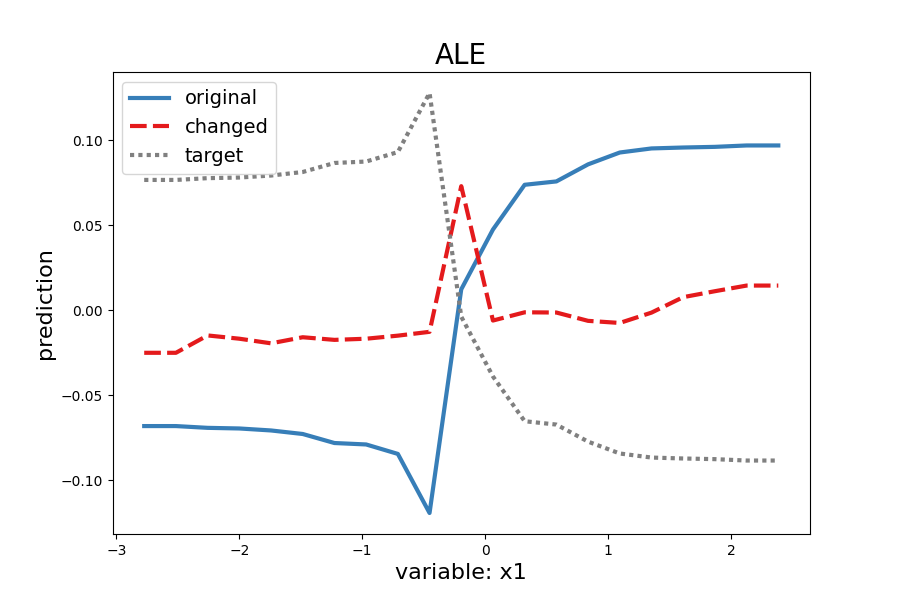 ALE
original
changed
target
0.10
0.05
0.00
−0.05
−0.10
prediction
−3
−2
−1
0
1
2
variable: x1